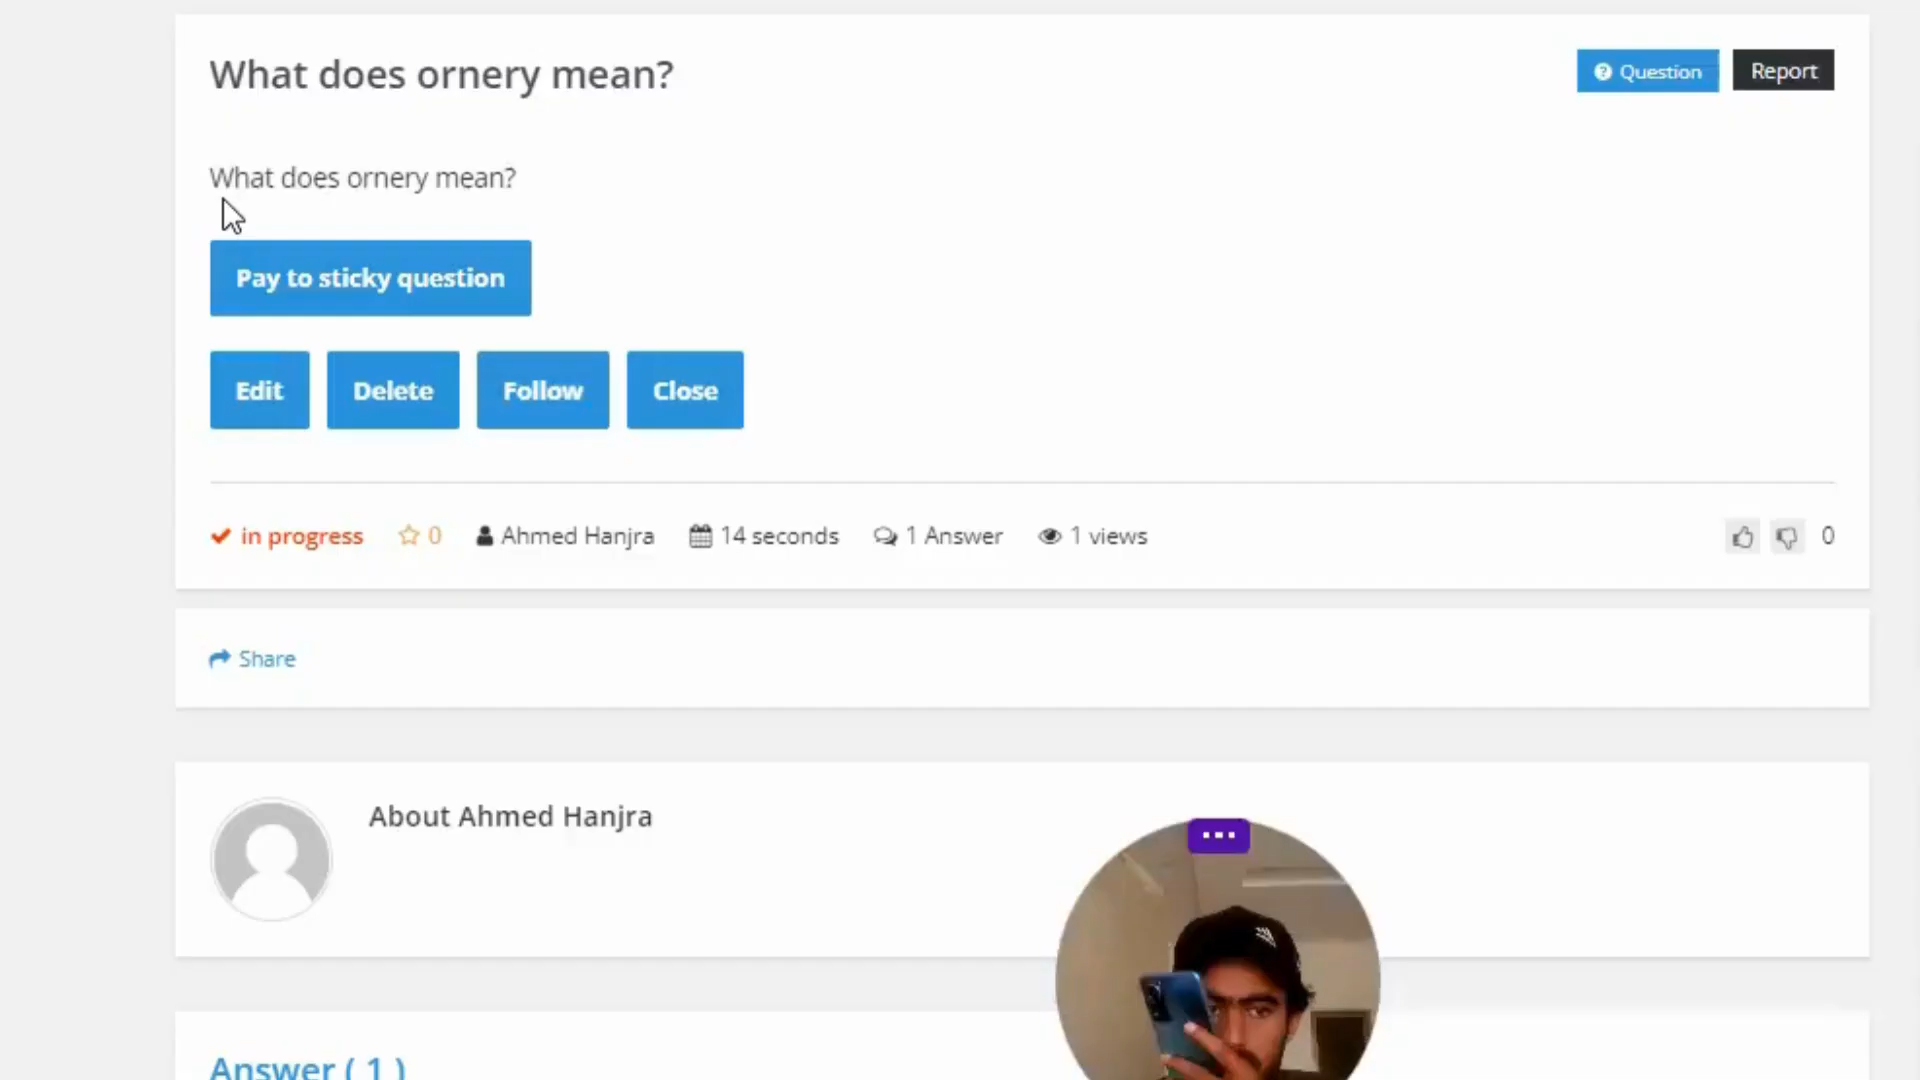 What does ornery mean?
Question
Report
What does ornery mean?
Pay to sticky question
Edit
Delete
Follow
Close
in progress
0
Ahmed Hanjra
14 seconds
1 Answer
1 views
0
Share
About Ahmed Hanjra
Answer ( 1 )